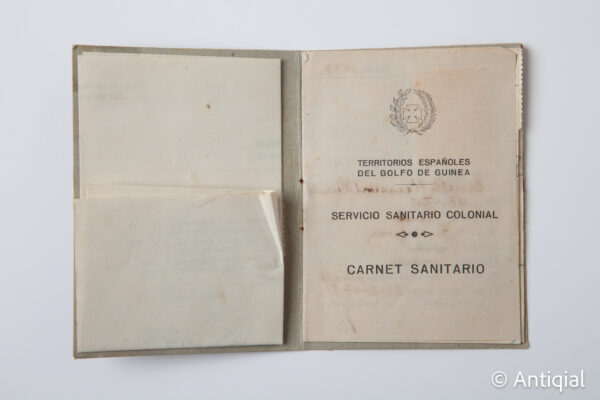 TERRITORIOS ESPAÑOLES
DEL GOLFO DE GUINEA
SERVICIO SANITARIO COLONIAL
CARNET SANITARIO
© Antiqial